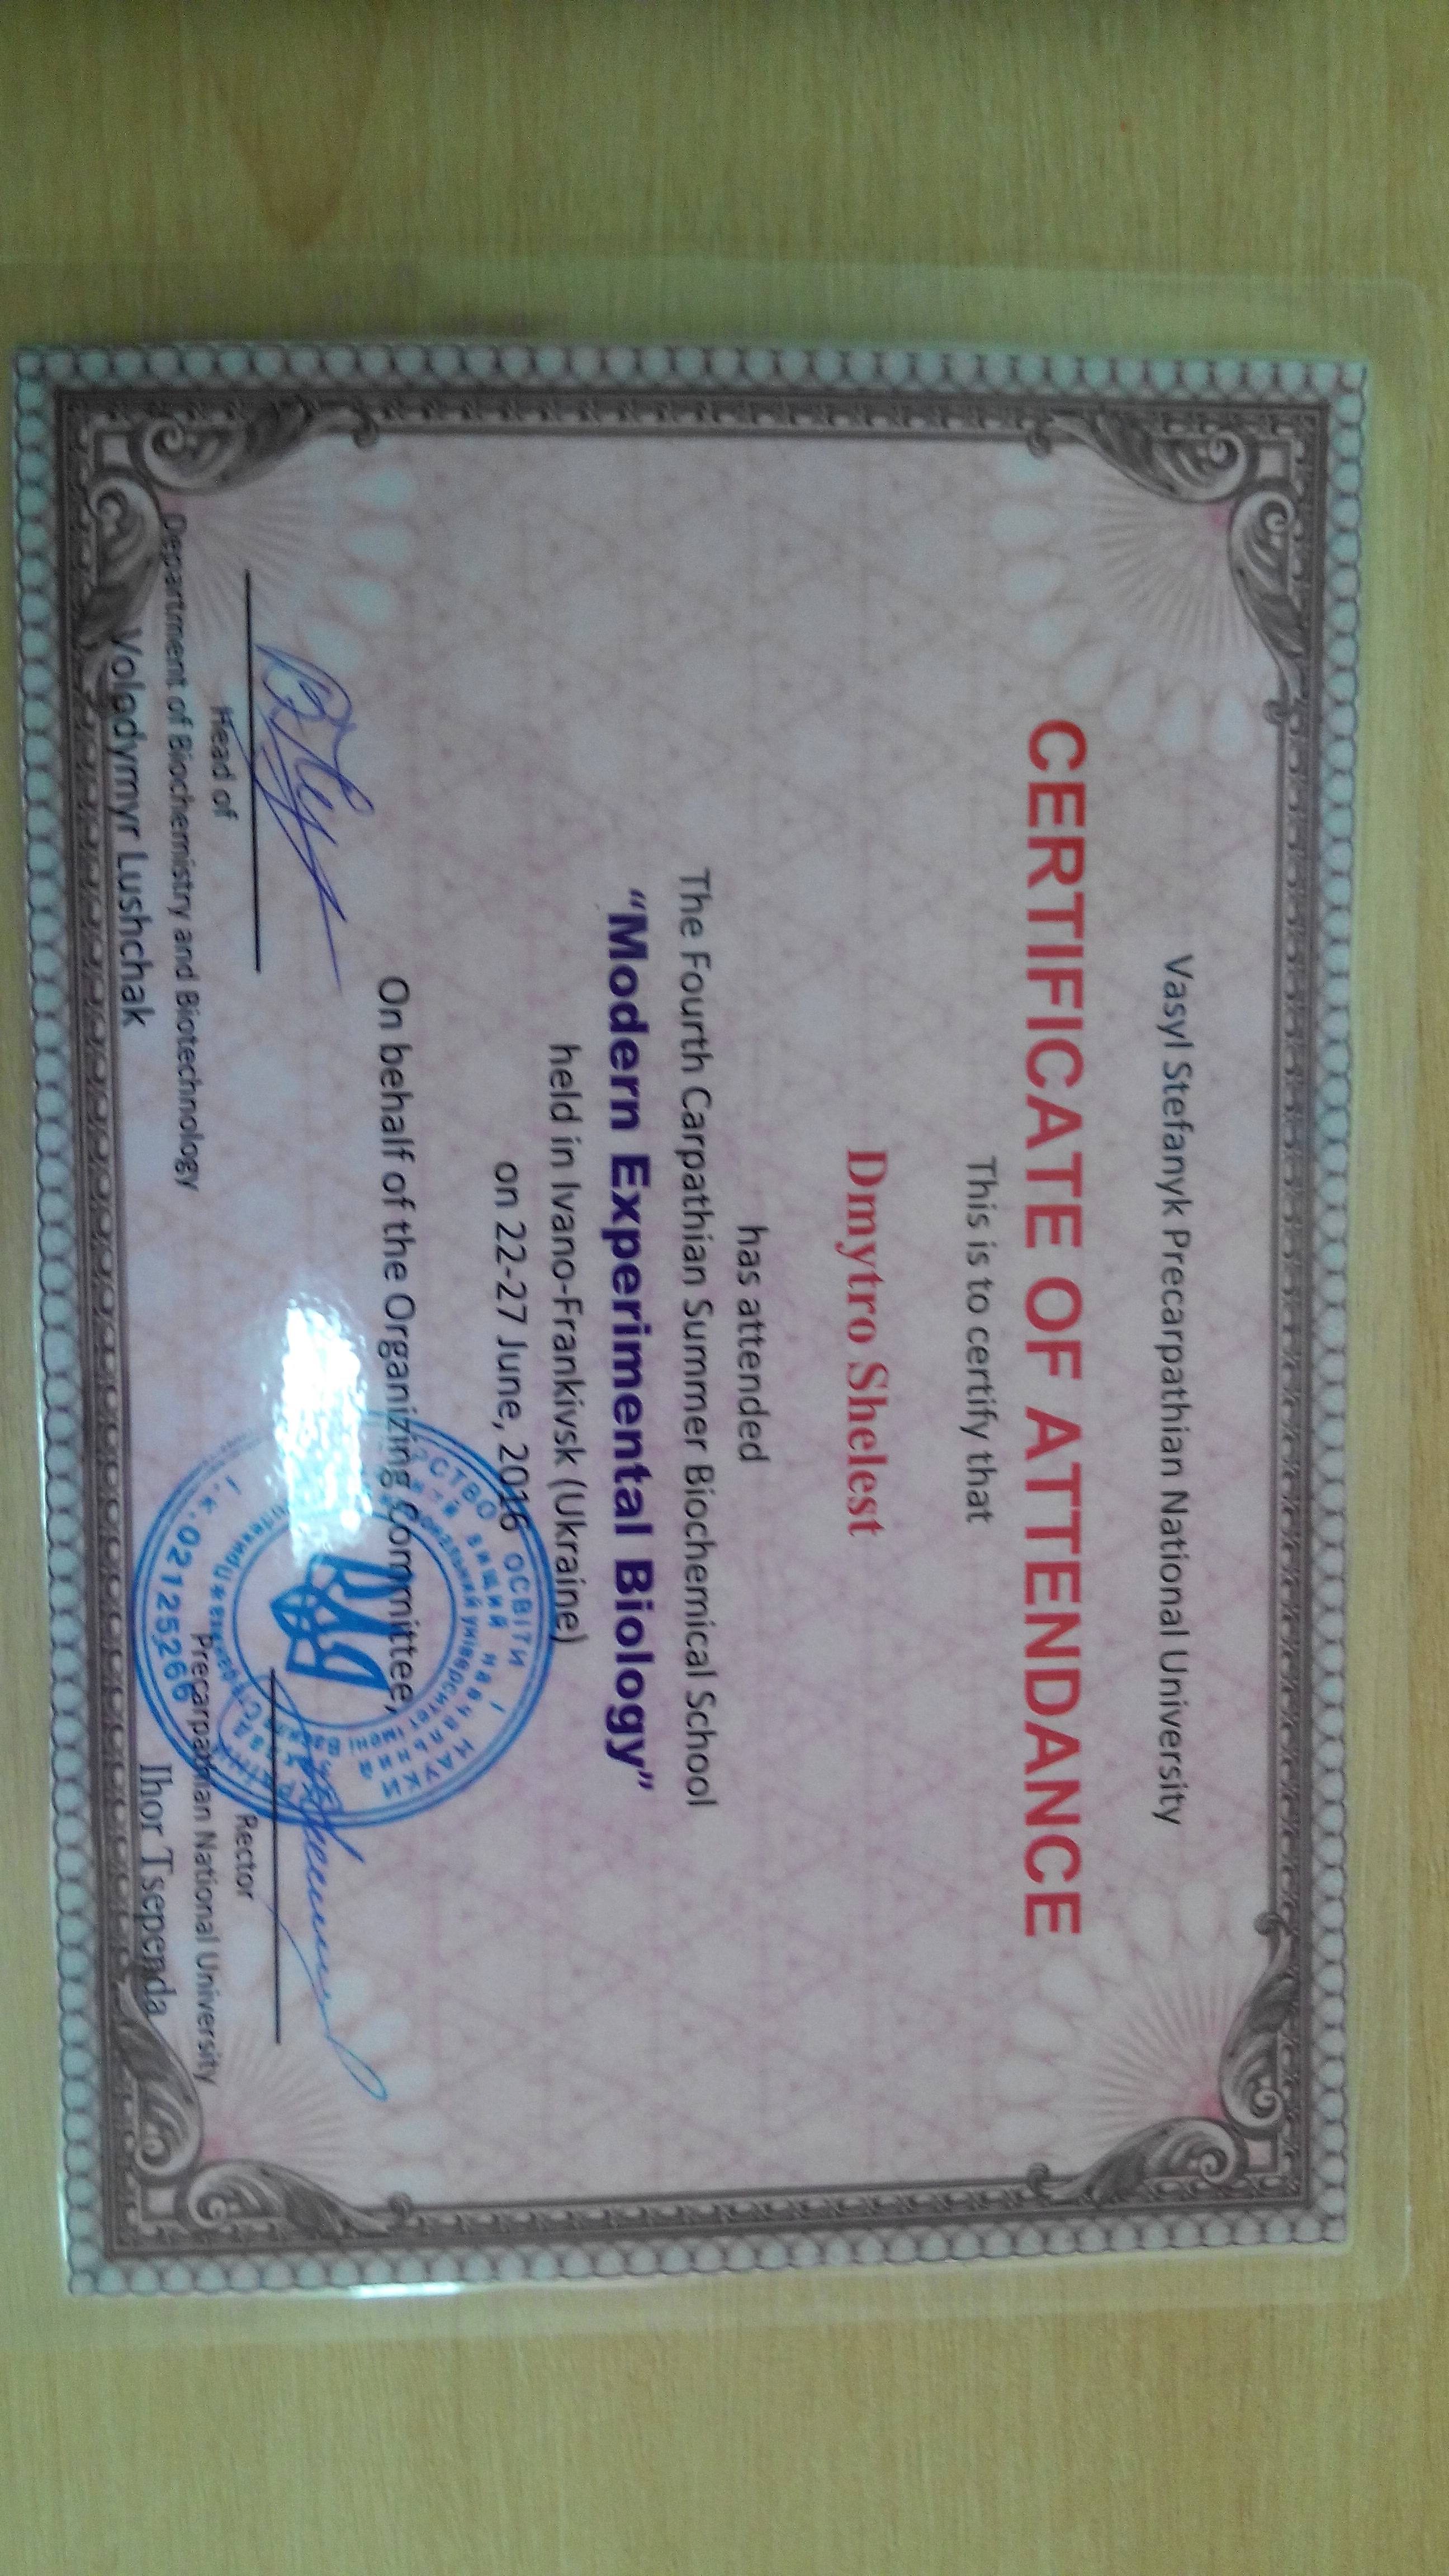 Vasyl Stefanyk Precarpathian National University
CERTIFICATE OF ATTENDANCE
This is to certify that
Dmytro Shelest
has attended
The Fourth Carpathian Summer Biochemical School
“Modern Experimental Biology”
held in Ivano-Frankivsk (Ukraine)
on 22-27 June, 2016
On behalf of the Organizing Committee,
Head of
Department of Biochemistry and Biotechnology
Volodymyr Lushchak
Rector
Precarpathian National University
Ihor Tsependa
ОСВІТИ І НАУКИ
02125266